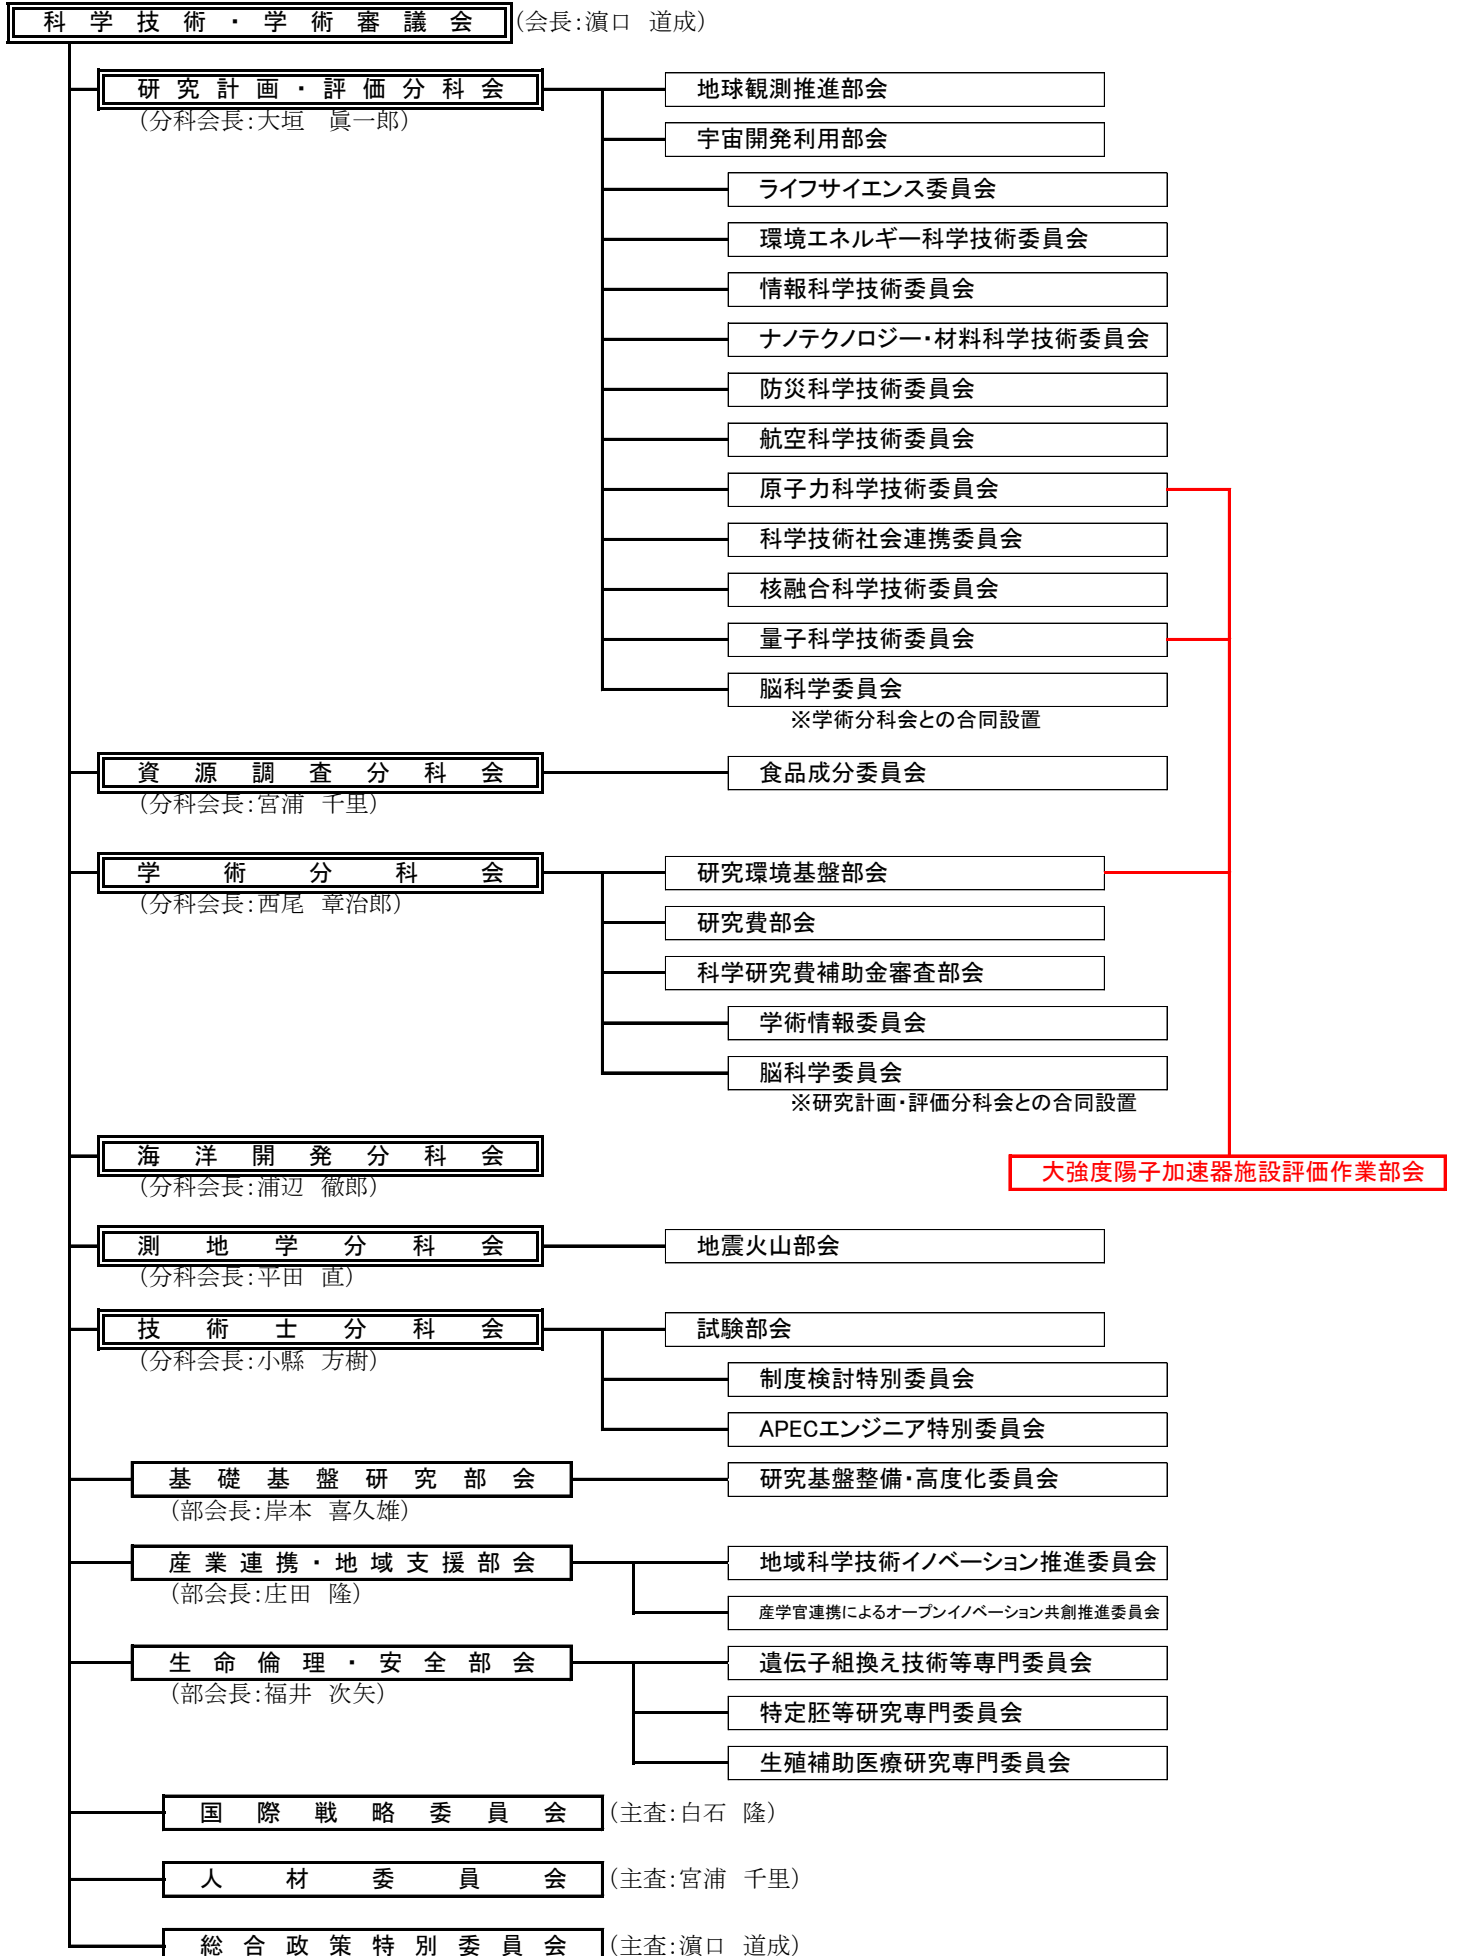 科学技術・学術審議会 (会長:濵口 道成)
研究計画・評価分科会 地球観測推進部会
(分科会長:大垣 眞一郎)
宇宙開発利用部会
ライフサイエンス委員会
環境エネルギー科学技術委員会
情報科学技術委員会
ナノテクノロジー・材料科学技術委員会
防災科学技術委員会
航空科学技術委員会
原子力科学技術委員会
科学技術社会連携委員会
核融合科学技術委員会
量子科学技術委員会
脳科学委員会
※学術分科会との合同設置
資源調査分科会 食品成分委員会
(分科会長:宮浦 千里)
学術分科会 研究環境基盤部会
(分科会長:西尾 章治郎)
研究費部会
科学研究費補助金審査部会
学術情報委員会
脳科学委員会
※研究計画・評価分科会との合同設置
海洋開発分科会
(分科会長:浦辺 徹郎)
大強度陽子加速器施設評価作業部会
測地学分科会 地震火山部会
(分科会長:平田 直)
技術士分科会 試験部会
(分科会長:小縣 方樹)
制度検討特別委員会
APECエンジニア特別委員会
基礎基盤研究部会 研究基盤整備・高度化委員会
(部会長:岸本 喜久雄)
産業連携・地域支援部会 地域科学技術イノベーション推進委員会
(部会長:庄田 隆)
産学官連携によるオープンイノベーション共創推進委員会
生命倫理・安全部会 遺伝子組換え技術等専門委員会
(部会長:福井 次矢)
特定胚等研究専門委員会
生殖補助医療研究専門委員会
国際戦略委員会 (主査:白石 隆)
人材委員会 (主査:宮浦 千里)
総合政策特別委員会 (主査:濵口 道成)